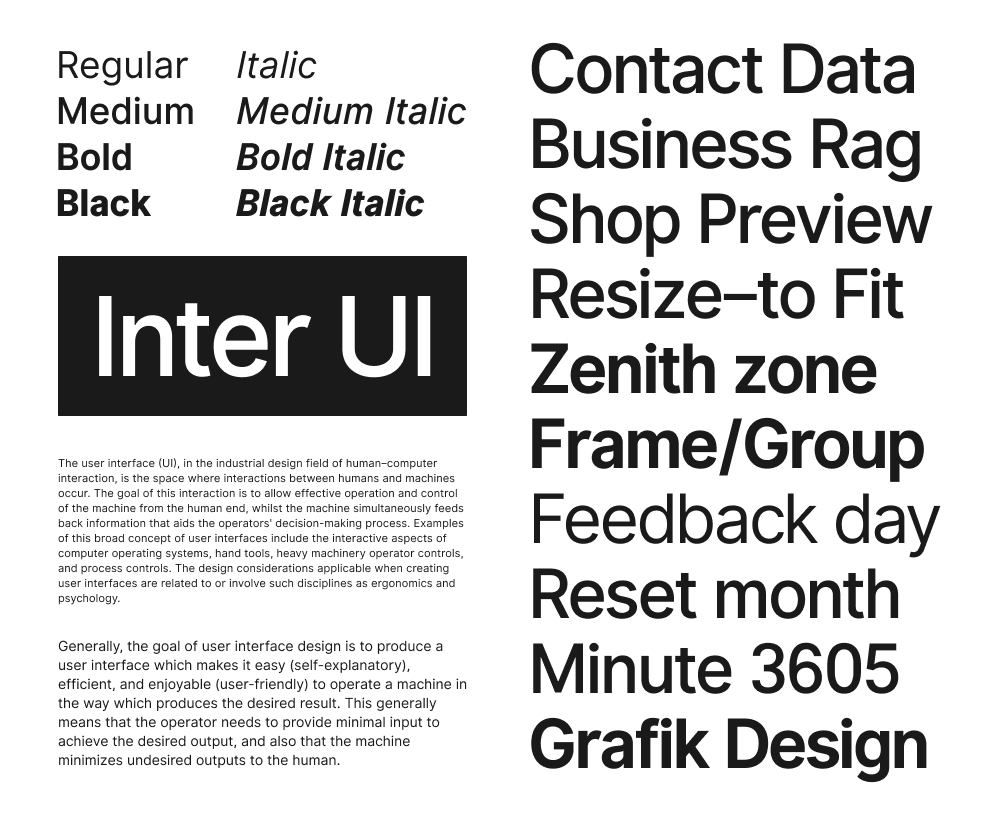 Regular
Medium
Bold
Black
Italic
Medium Italic
Bold Italic
Black Italic
Inter UI
The user interface (UI), in the industrial design field of human–computer
interaction, is the space where interactions between humans and machines
occur. The goal of this interaction is to allow effective operation and control
of the machine from the human end, whilst the machine simultaneously feeds
back information that aids the operators' decision-making process. Examples
of this broad concept of user interfaces include the interactive aspects of
computer operating systems, hand tools, heavy machinery operator controls,
and process controls. The design considerations applicable when creating
user interfaces are related to or involve such disciplines as ergonomics and
psychology.
Generally, the goal of user interface design is to produce a
user interface which makes it easy (self-explanatory),
efficient, and enjoyable (user-friendly) to operate a machine in
the way which produces the desired result. This generally
means that the operator needs to provide minimal input to
achieve the desired output, and also that the machine
minimizes undesired outputs to the human.
Contact Data
Business Rag
Shop Preview
Resize–to Fit
Zenith zone
Frame/Group
Feedback day
Reset month
Minute 3605
Grafik Design